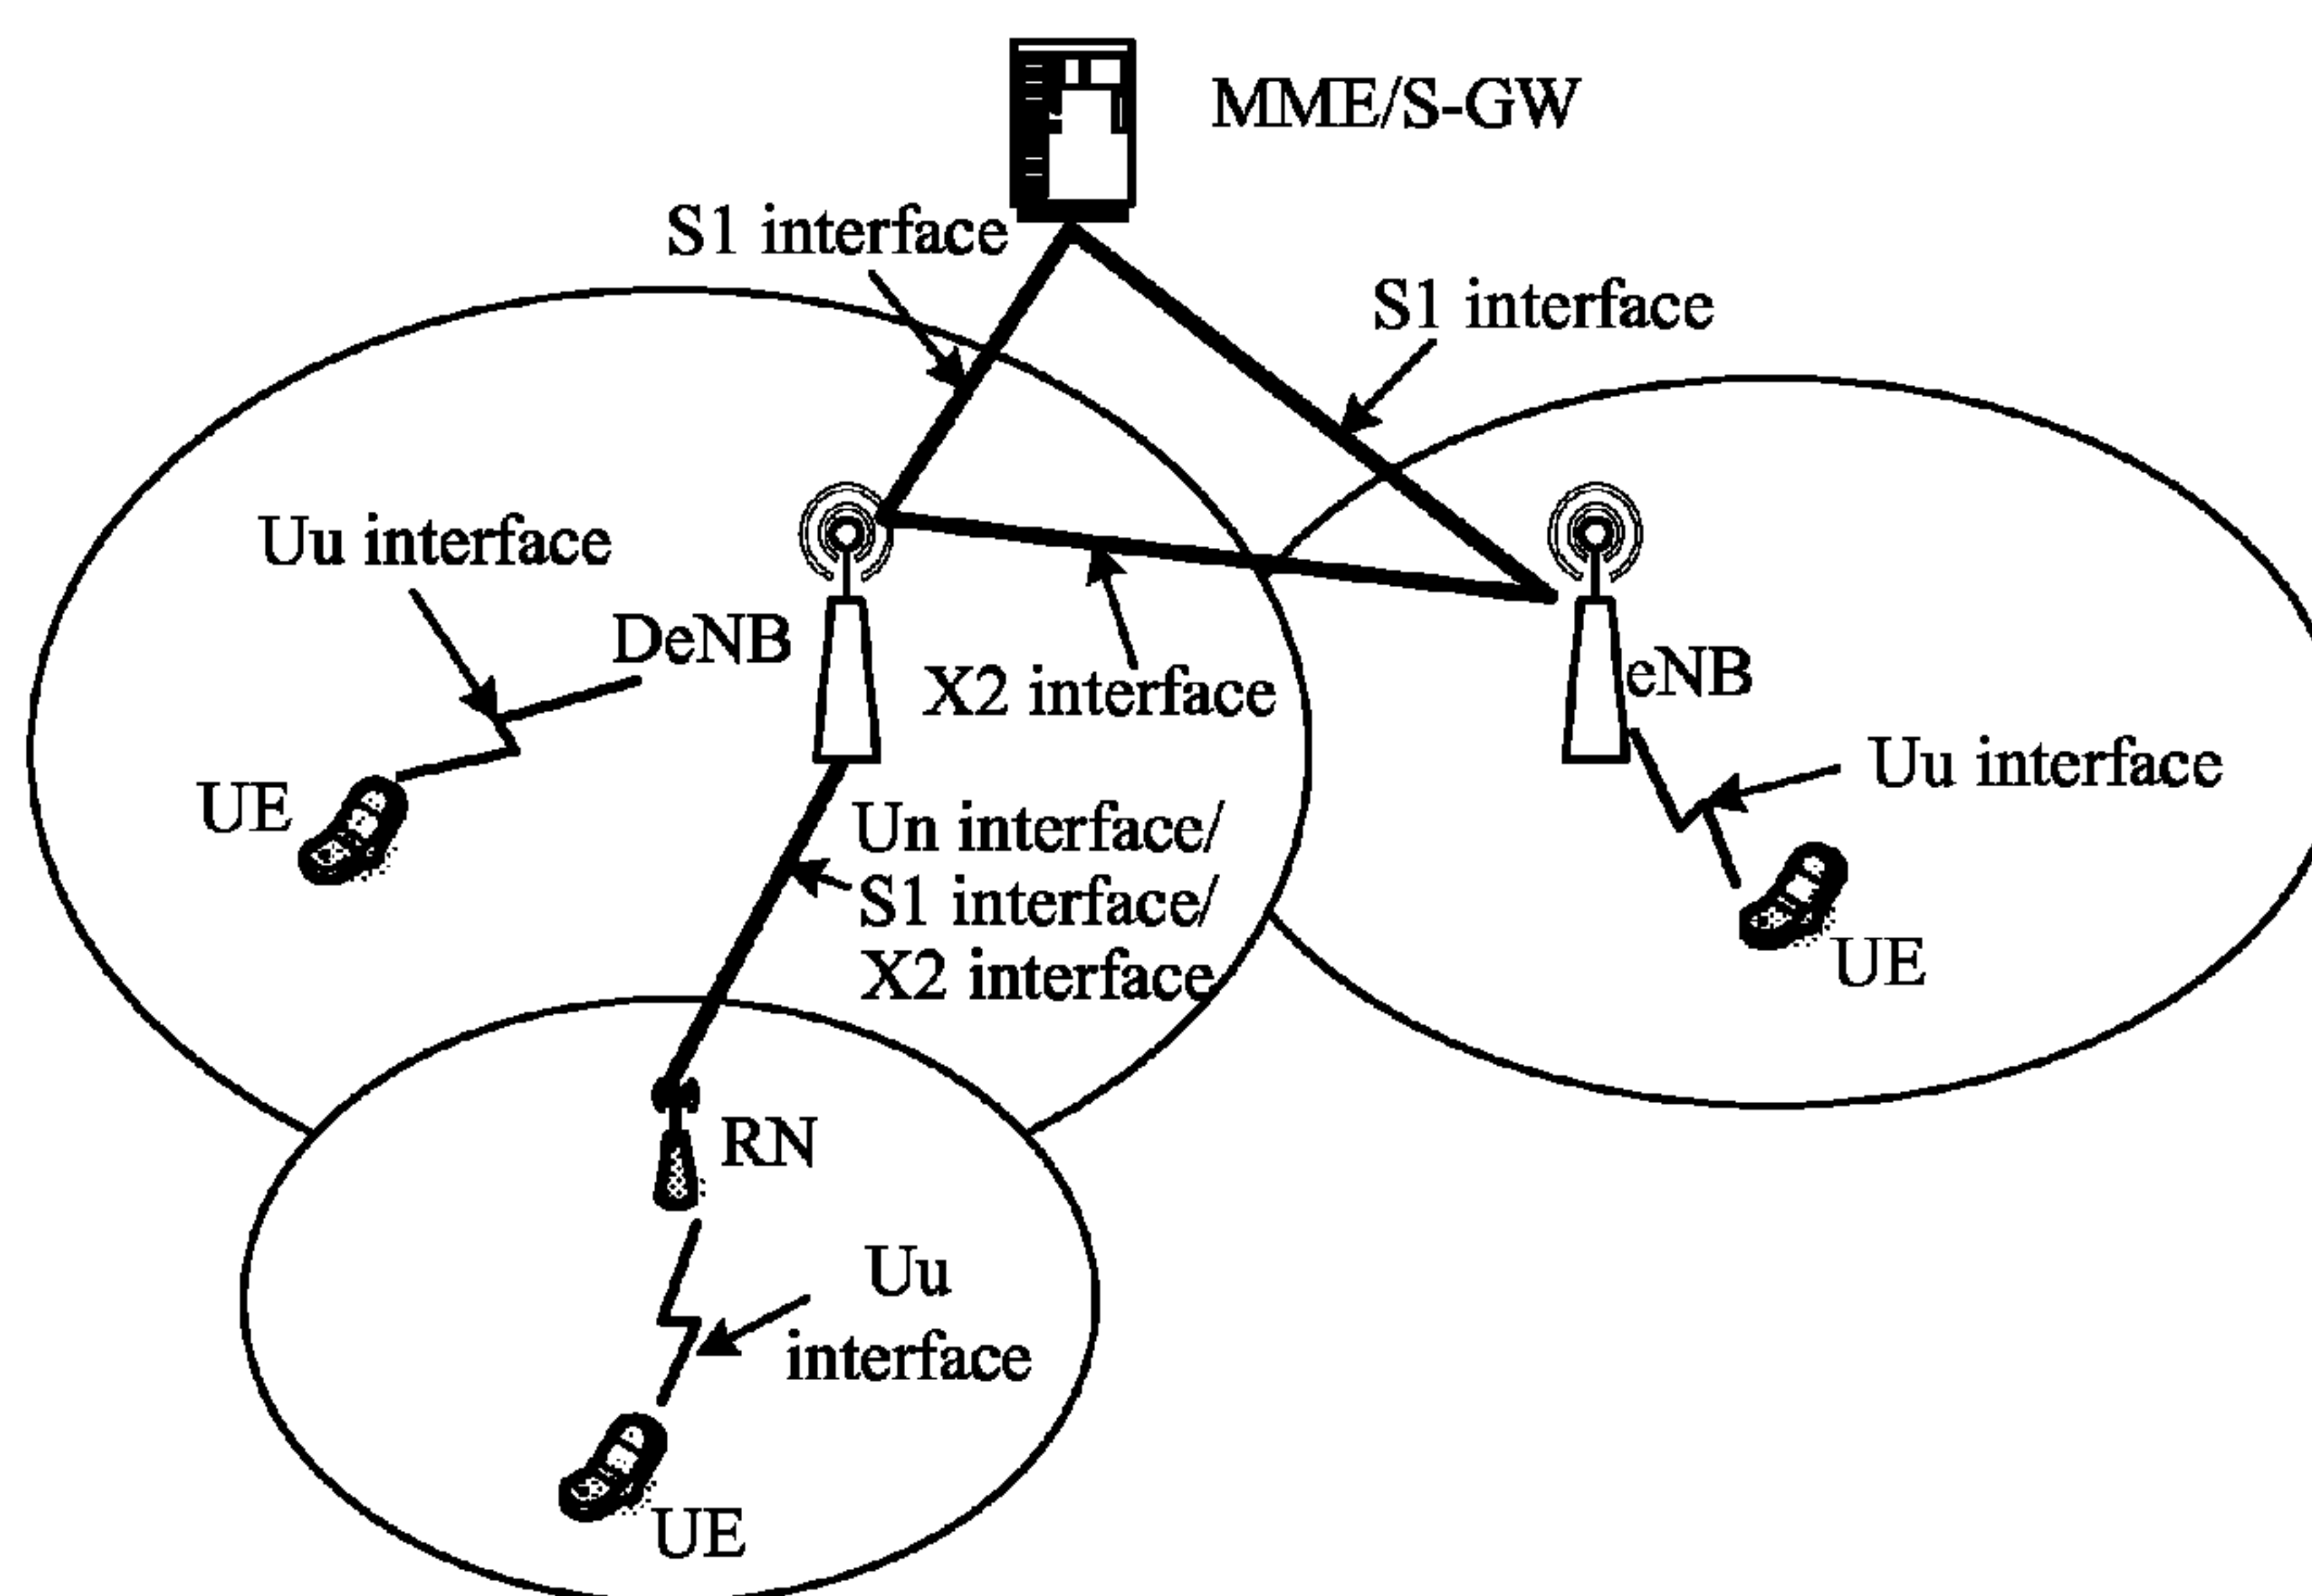 MME/S-GW
S1 interface
S1 interface
Uu interface
DeNB
X2 interface
eNB
Uu interface
UE
Un interface/
S1 interface/
X2 interface
UE
RN
Uu
interface
UE